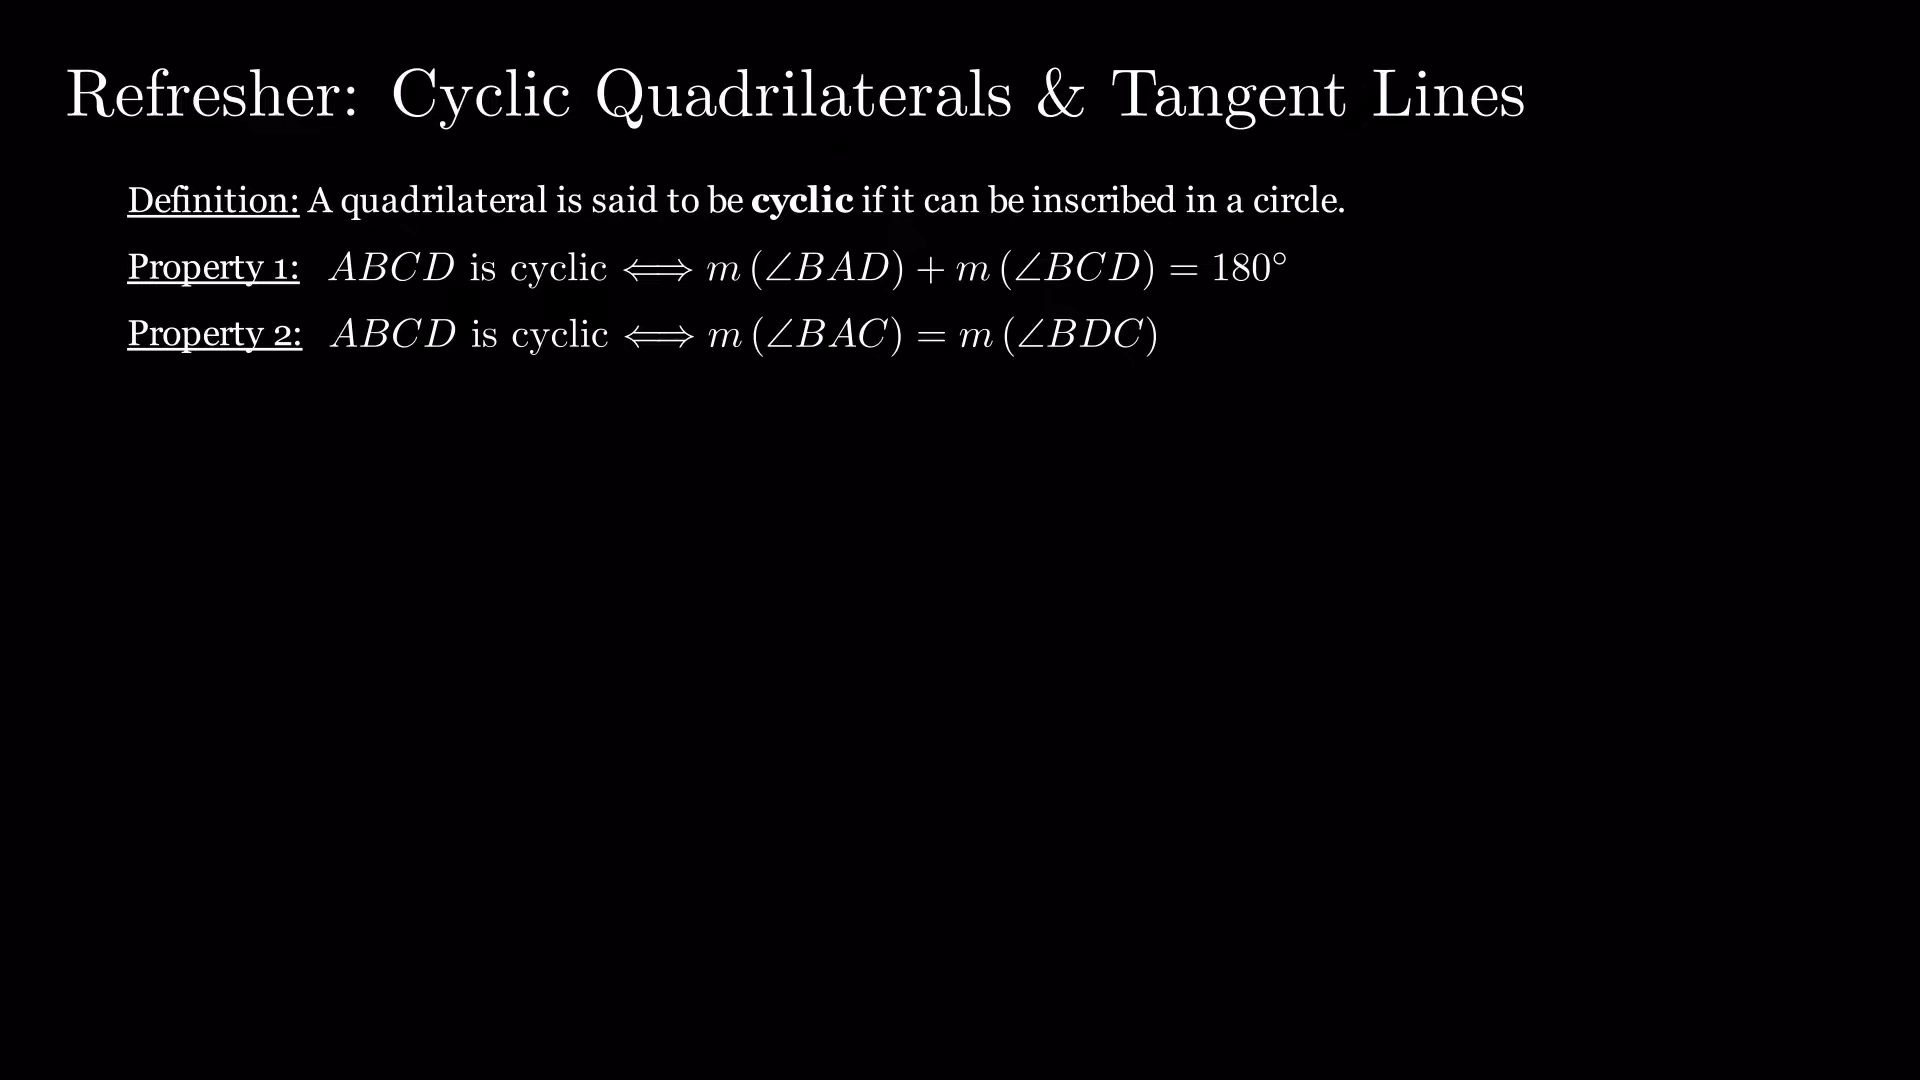 Refresher: Cyclic Quadrilaterals & Tangent Lines
Definition: A quadrilateral is said to be cyclic if it can be inscribed in a circle.
Property 1: ABCD is cyclic ⟺ m (∠BAD) + m (∠BCD) = 180°
Property 2: ABCD is cyclic ⟺ m (∠BAC) = m (∠BDC)